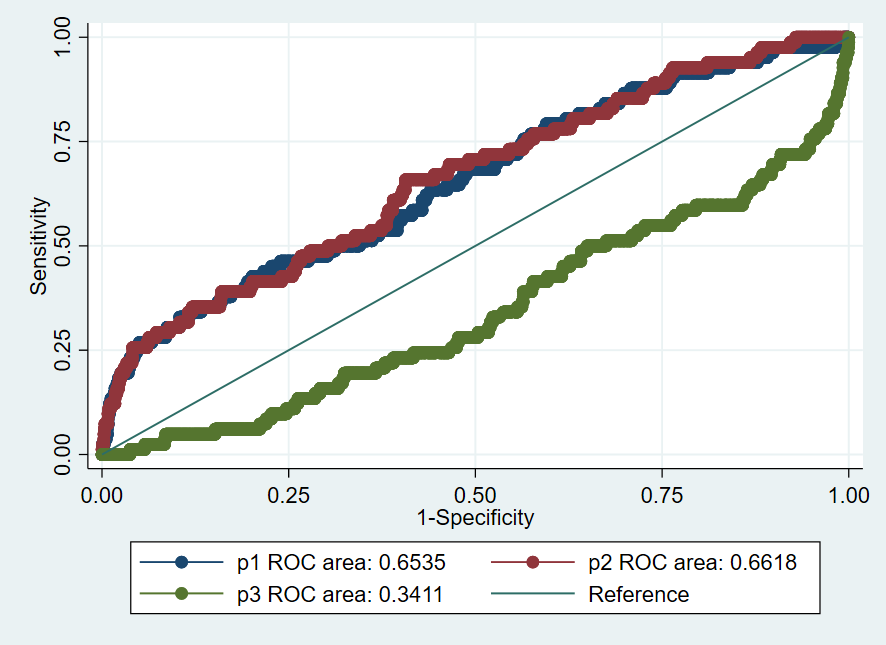 Sensitivity
1.00
0.75
0.50
0.25
0.00
0.00 0.25 0.50 0.75 1.00
1-Specificity
p1 ROC area: 0.6535 p2 ROC area: 0.6618
p3 ROC area: 0.3411 Reference